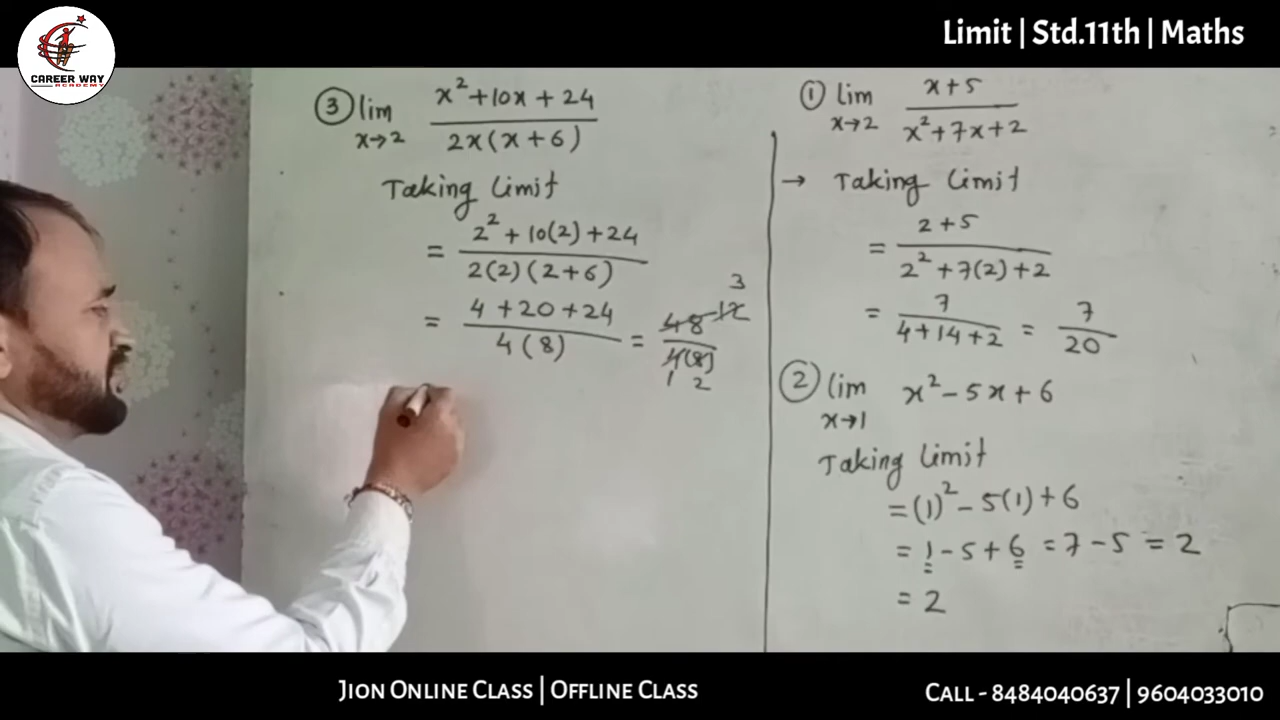 CAREER WAY
ACADEMY
Limit | Std.11th | Maths
③ lim x→2 (x² + 10x + 24) / (2x(x + 6))
Taking Limit
= (2² + 10(2) + 24) / (2(2)(2+6))
= (4 + 20 + 24) / (4(8)) = 48 / 4(8)
12 3
1 2
① lim x→2 (x+5) / (x² + 7x + 2)
→ Taking Limit
= (2+5) / (2² + 7(2) + 2)
= 7 / (4+14+2) = 7 / 20
② lim x→1 x² - 5x + 6
Taking Limit
= (1)² - 5(1) + 6
= 1 - 5 + 6 = 7 - 5 = 2
= 2
Jion Online Class | Offline Class
Call - 8484040637 | 9604033010